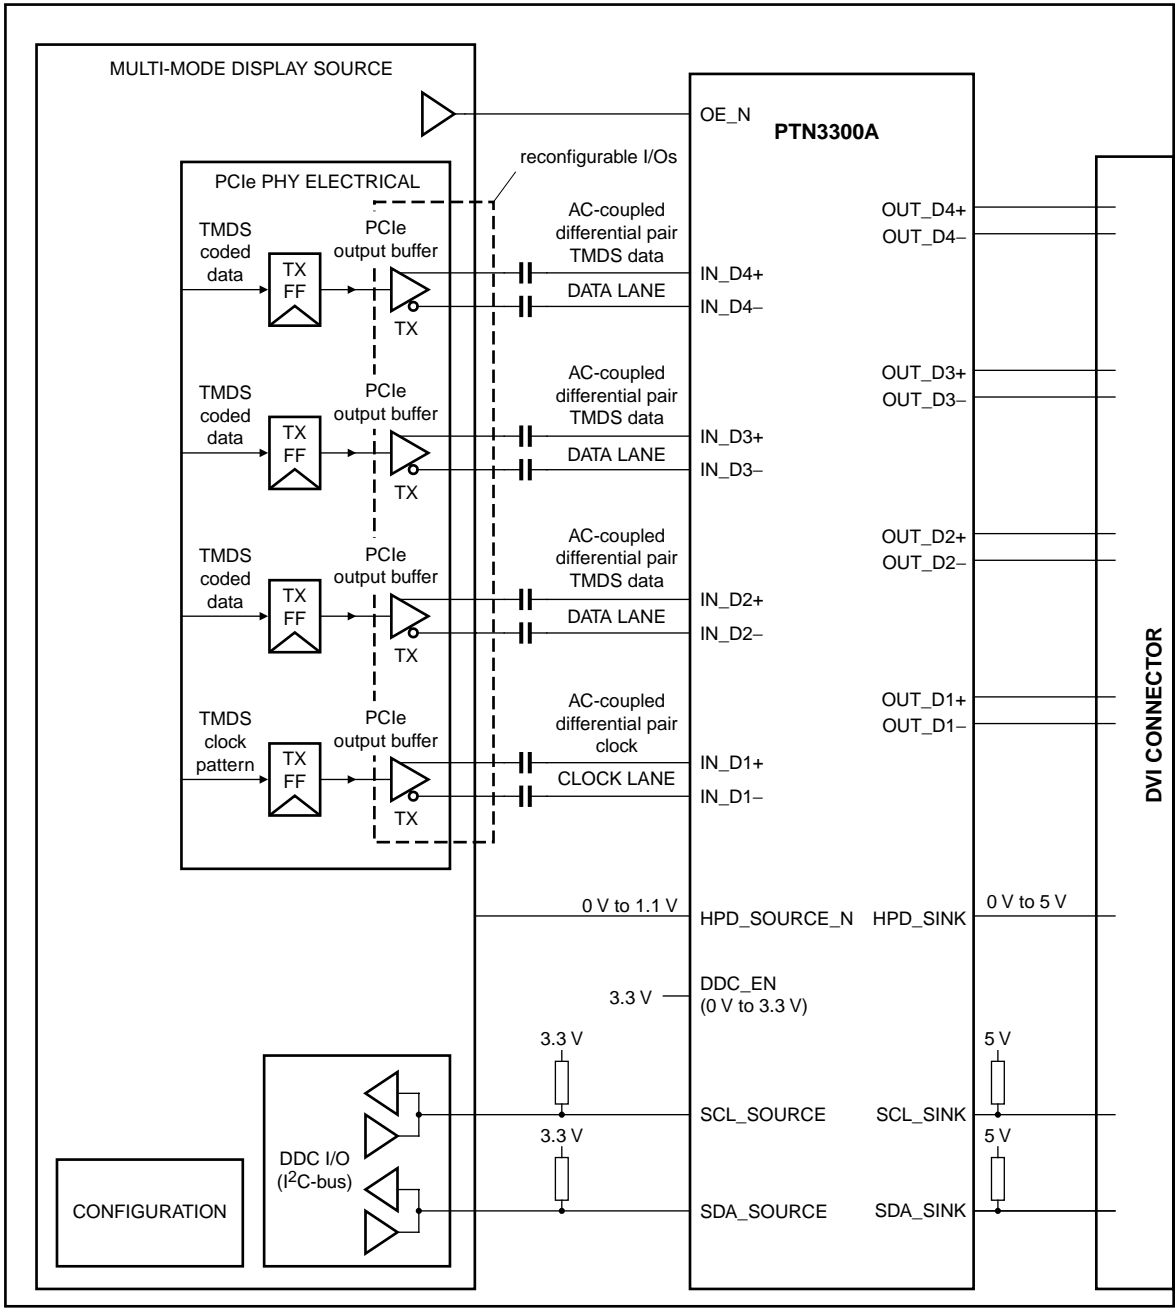 MULTI-MODE DISPLAY SOURCE
OE_N
PTN3300A
reconfigurable I/Os
PCIe PHY ELECTRICAL
TMDS
coded
data
TX
FF
PCIe
output buffer
TX
AC-coupled
differential pair
TMDS data
DATA LANE
IN_D4+
IN_D4−
OUT_D4+
OUT_D4−
TMDS
coded
data
TX
FF
PCIe
output buffer
TX
AC-coupled
differential pair
TMDS data
DATA LANE
IN_D3+
IN_D3−
OUT_D3+
OUT_D3−
TMDS
coded
data
TX
FF
PCIe
output buffer
TX
AC-coupled
differential pair
TMDS data
DATA LANE
IN_D2+
IN_D2−
OUT_D2+
OUT_D2−
TMDS
clock
pattern
TX
FF
PCIe
output buffer
TX
AC-coupled
differential pair
clock
CLOCK LANE
IN_D1+
IN_D1−
OUT_D1+
OUT_D1−
DVI CONNECTOR
0 V to 1.1 V
HPD_SOURCE_N
HPD_SINK
0 V to 5 V
3.3 V
DDC_EN
(0 V to 3.3 V)
3.3 V
5 V
SCL_SOURCE
SCL_SINK
3.3 V
5 V
DDC I/O
(I²C-bus)
CONFIGURATION
SDA_SOURCE
SDA_SINK